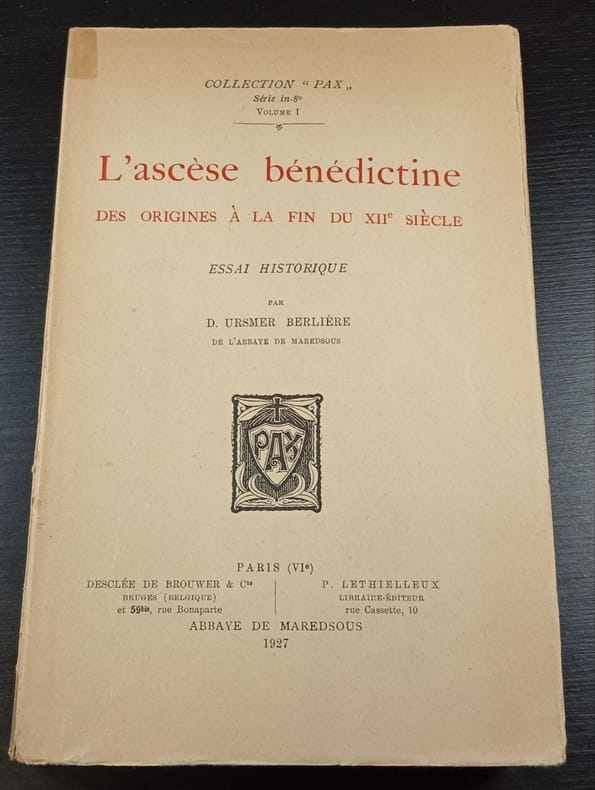 COLLECTION “ PAX „
Série in-8º
VOLUME I
L'ascèse bénédictine
DES ORIGINES À LA FIN DU XIIᵉ SIÈCLE
ESSAI HISTORIQUE
PAR
D. URSMER BERLIÈRE
DE L'ABBAYE DE MAREDSOUS
PAX
PARIS (VIᵉ)
DESCLÉE DE BROUWER & Cⁱᵉ
BRUGES (BELGIQUE)
et 59ᵇⁱˢ, rue Bonaparte
P. LETHIELLEUX
LIBRAIRE-ÉDITEUR
rue Cassette, 10
ABBAYE DE MAREDSOUS
1927